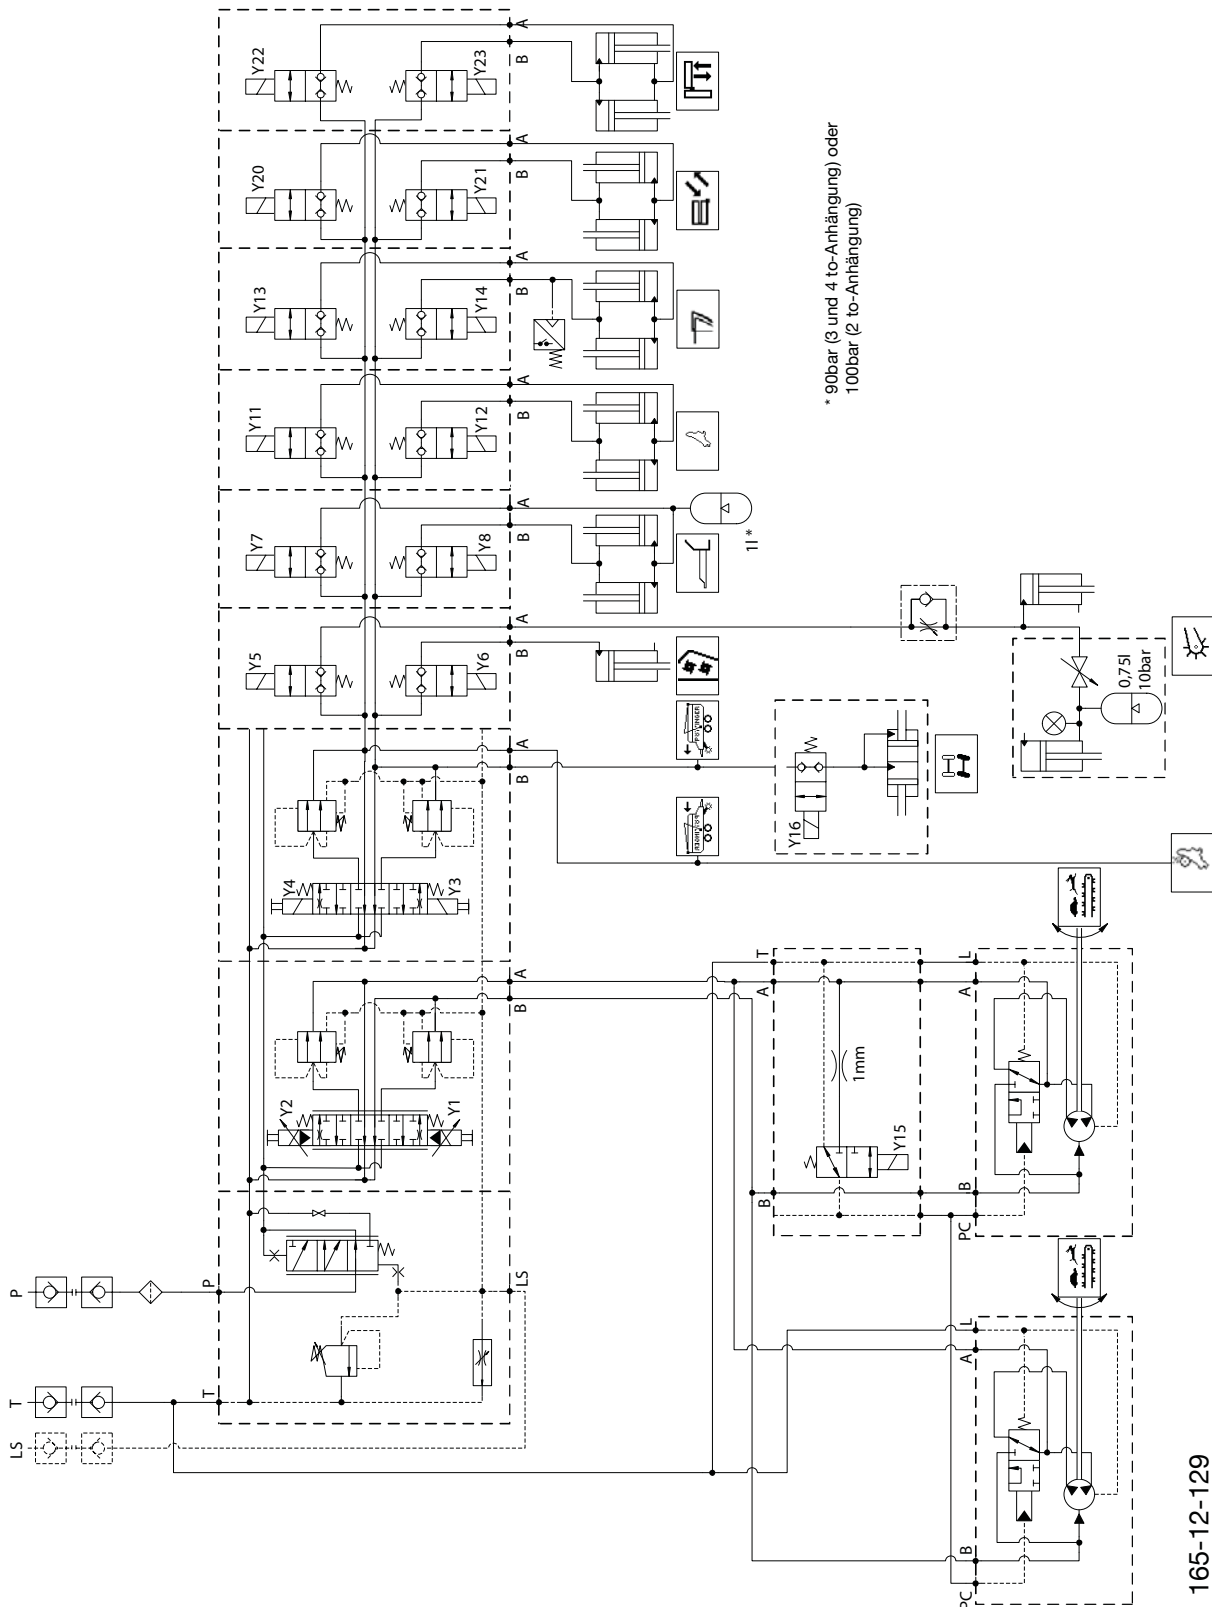 LS
T
P
T
P
LS
Y2
Y1
A
B
Y4
Y3
A
B
Y5
Y6
A
B
Y7
Y8
A
B
1l *
Y11
Y12
A
B
Y13
Y14
A
B
Y20
Y21
A
B
Y22
Y23
A
B
* 90bar (3 und 4 to-Anhängung) oder
100bar (2 to-Anhängung)
0,75l
10bar
Y16
PÖTTINGER
PÖTTINGER
T
A
B
1mm
Y15
L
A
B
PC
L
A
B
PC
165-12-129